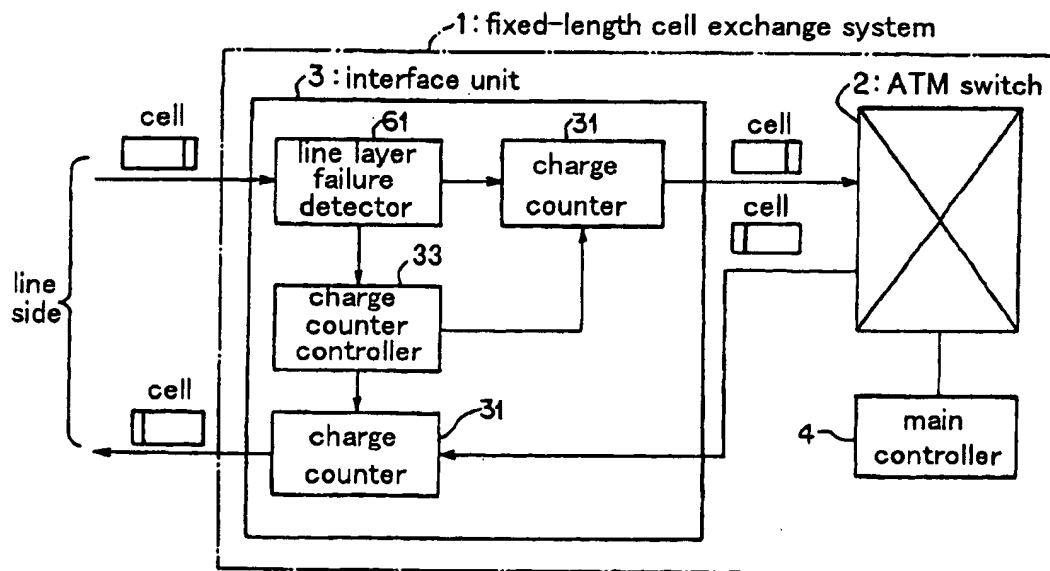 1: fixed-length cell exchange system
3: interface unit
2: ATM switch
cell
61
31
cell
line layer
failure
detector
charge
counter
cell
33
line
side
charge
counter
controller
cell
31
charge
counter
4
main
controller